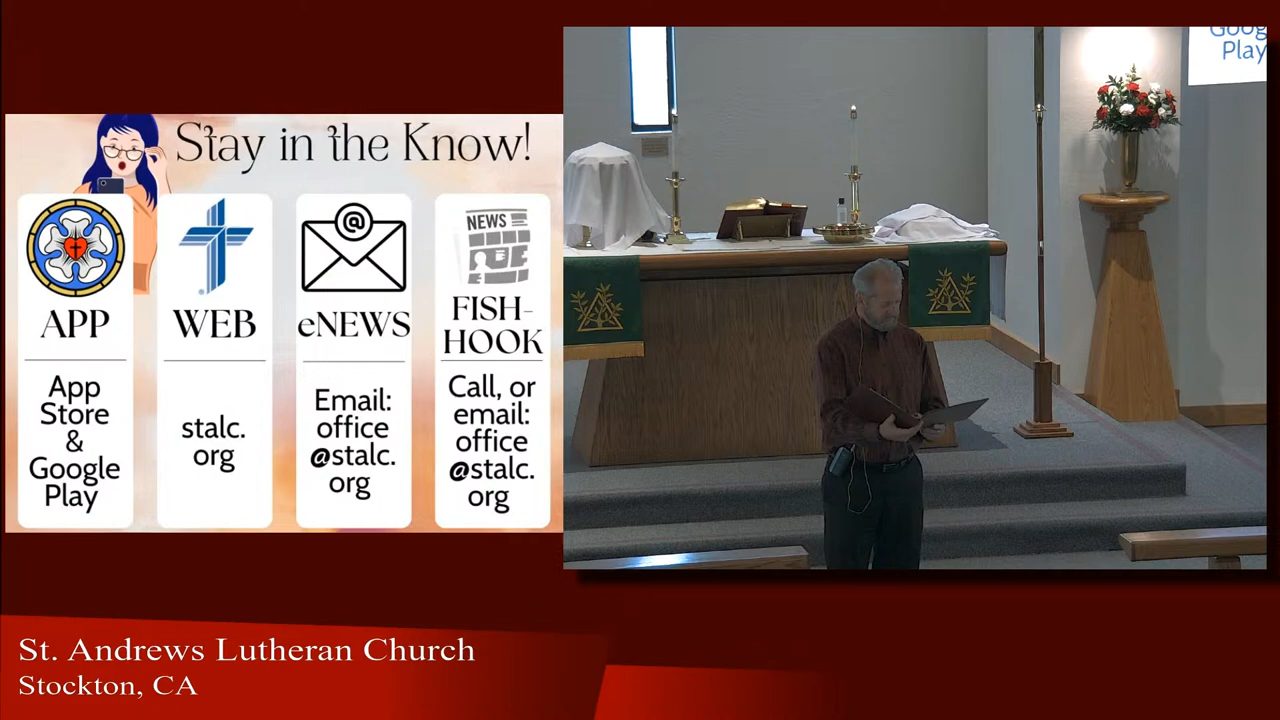 Stay in the Know!
APP
App
Store
&
Google
Play
WEB
stalc.
org
@
eNEWS
Email:
office
@stalc.
org
NEWS
FISH-
HOOK
Call, or
email:
office
@stalc.
org
Google
Play
St. Andrews Lutheran Church
Stockton, CA